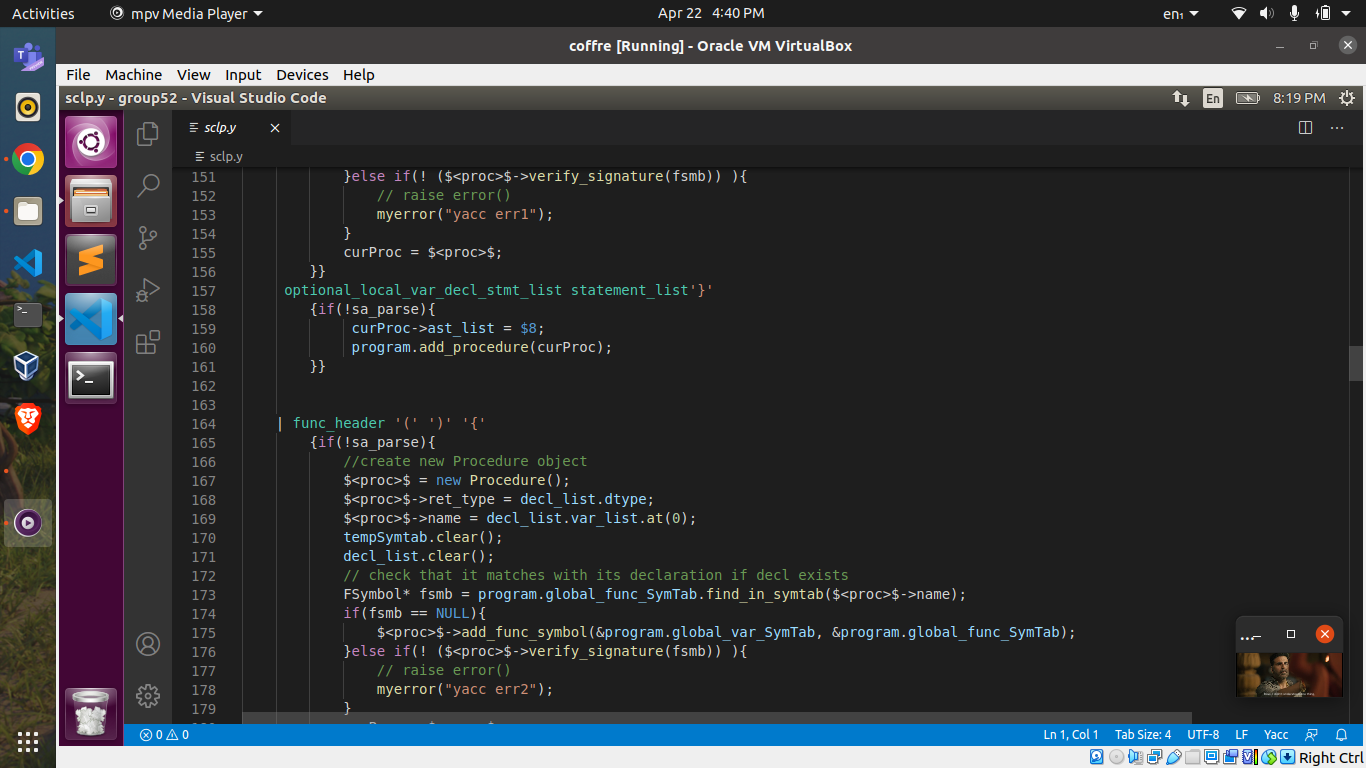 Activities mpv Media Player Apr 22 4:40 PM en₁
coffre [Running] - Oracle VM VirtualBox
File Machine View Input Devices Help
sclp.y - group52 - Visual Studio Code En 8:19 PM
sclp.y
sclp.y
151 }else if(! ($<proc>$->verify_signature(fsmb)) ){
152 // raise error()
153 myerror("yacc err1");
154 }
155 curProc = $<proc>$;
156 }}
157 optional_local_var_decl_stmt_list statement_list'}'
158 {if(!sa_parse){
159 curProc->ast_list = $8;
160 program.add_procedure(curProc);
161 }}
162
163
164 | func_header '(' ')' '{'
165 {if(!sa_parse){
166 //create new Procedure object
167 $<proc>$ = new Procedure();
168 $<proc>$->ret_type = decl_list.dtype;
169 $<proc>$->name = decl_list.var_list.at(0);
170 tempSymtab.clear();
171 decl_list.clear();
172 // check that it matches with its declaration if decl exists
173 FSymbol* fsmb = program.global_func_SymTab.find_in_symtab($<proc>$->name);
174 if(fsmb == NULL){
175 $<proc>$->add_func_symbol(&program.global_var_SymTab, &program.global_func_SymTab);
176 }else if(! ($<proc>$->verify_signature(fsmb)) ){
177 // raise error()
178 myerror("yacc err2");
179 }
0 0 Ln 1, Col 1 Tab Size: 4 UTF-8 LF Yacc
Right Ctrl